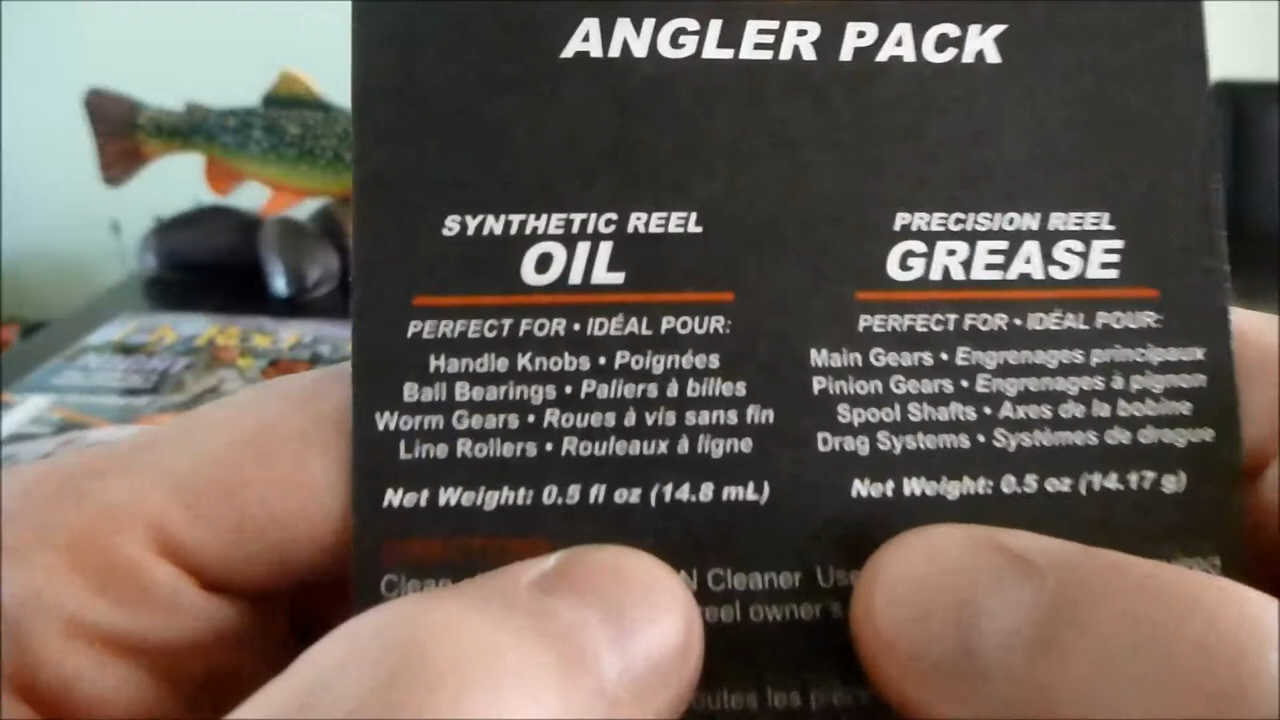 ANGLER PACK
SYNTHETIC REEL
OIL
PERFECT FOR • IDÉAL POUR:
Handle Knobs • Poignées
Ball Bearings • Paliers à billes
Worm Gears • Roues à vis sans fin
Line Rollers • Rouleaux à ligne
Net Weight: 0.5 fl oz (14.8 mL)
PRECISION REEL
GREASE
PERFECT FOR • IDÉAL POUR:
Main Gears • Engrenages principaux
Pinion Gears • Engrenages à pignon
Spool Shafts • Axes de la bobine
Drag Systems • Systèmes de drague
Net Weight: 0.5 oz (14.17 g)
Clean N Cleaner Use
reel owner's
outes les